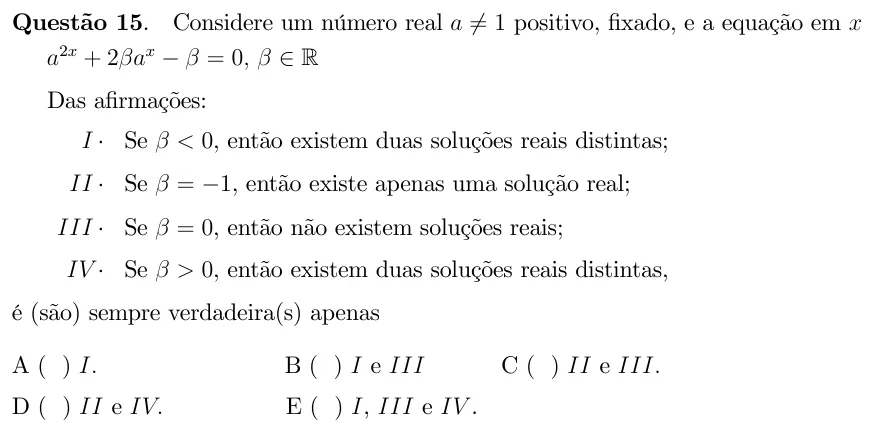 Questão 15. Considere um número real a ≠ 1 positivo, fixado, e a equação em x
a²ˣ + 2βaˣ − β = 0, β ∈ ℝ
Das afirmações:
I · Se β < 0, então existem duas soluções reais distintas;
II · Se β = −1, então existe apenas uma solução real;
III · Se β = 0, então não existem soluções reais;
IV · Se β > 0, então existem duas soluções reais distintas,
é (são) sempre verdadeira(s) apenas
A ( ) I. B ( ) I e III C ( ) II e III.
D ( ) II e IV. E ( ) I, III e IV.